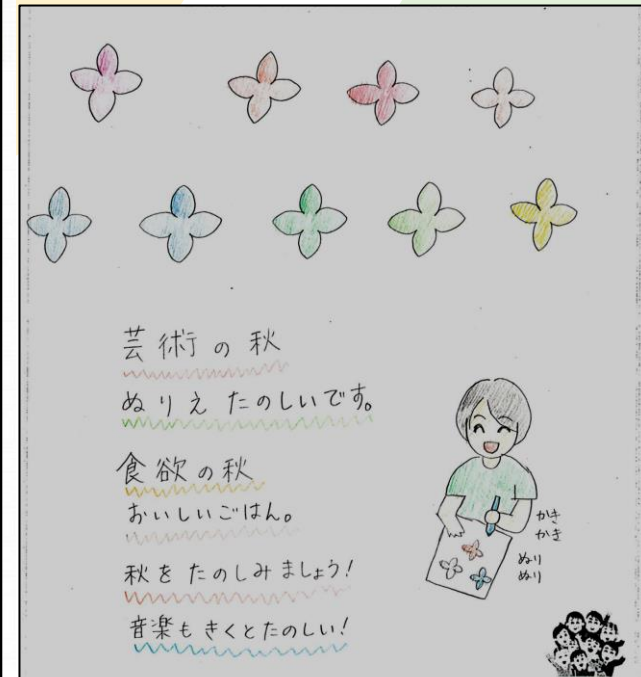 芸術の秋
ぬりえ たのしいです。
食欲の秋
おいしいごはん。
秋をたのしみましょう!
音楽もきくとたのしい!
かき
かき
ぬり
ぬり